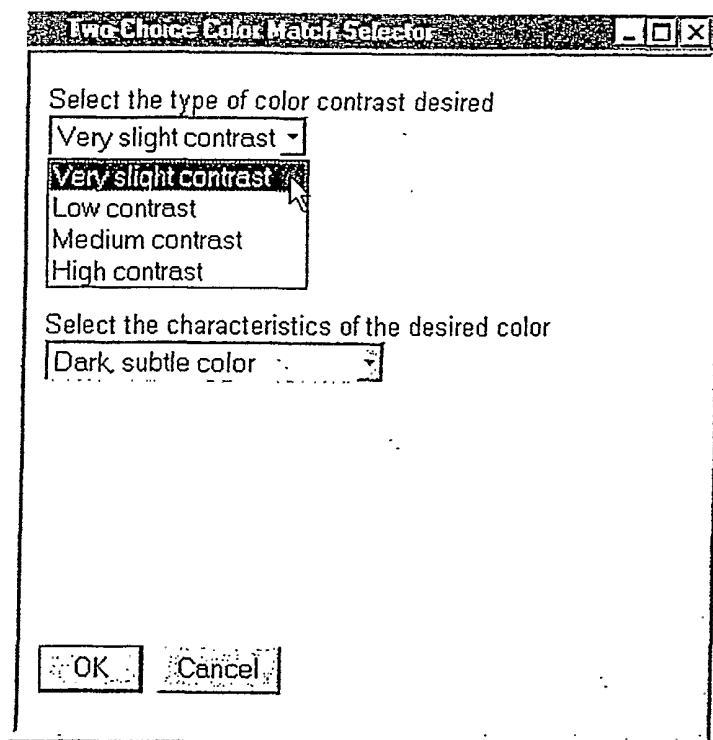 Two-Choice Color Match Selector
Select the type of color contrast desired
Very slight contrast
Very slight contrast
Low contrast
Medium contrast
High contrast
Select the characteristics of the desired color
Dark, subtle color
OK
Cancel